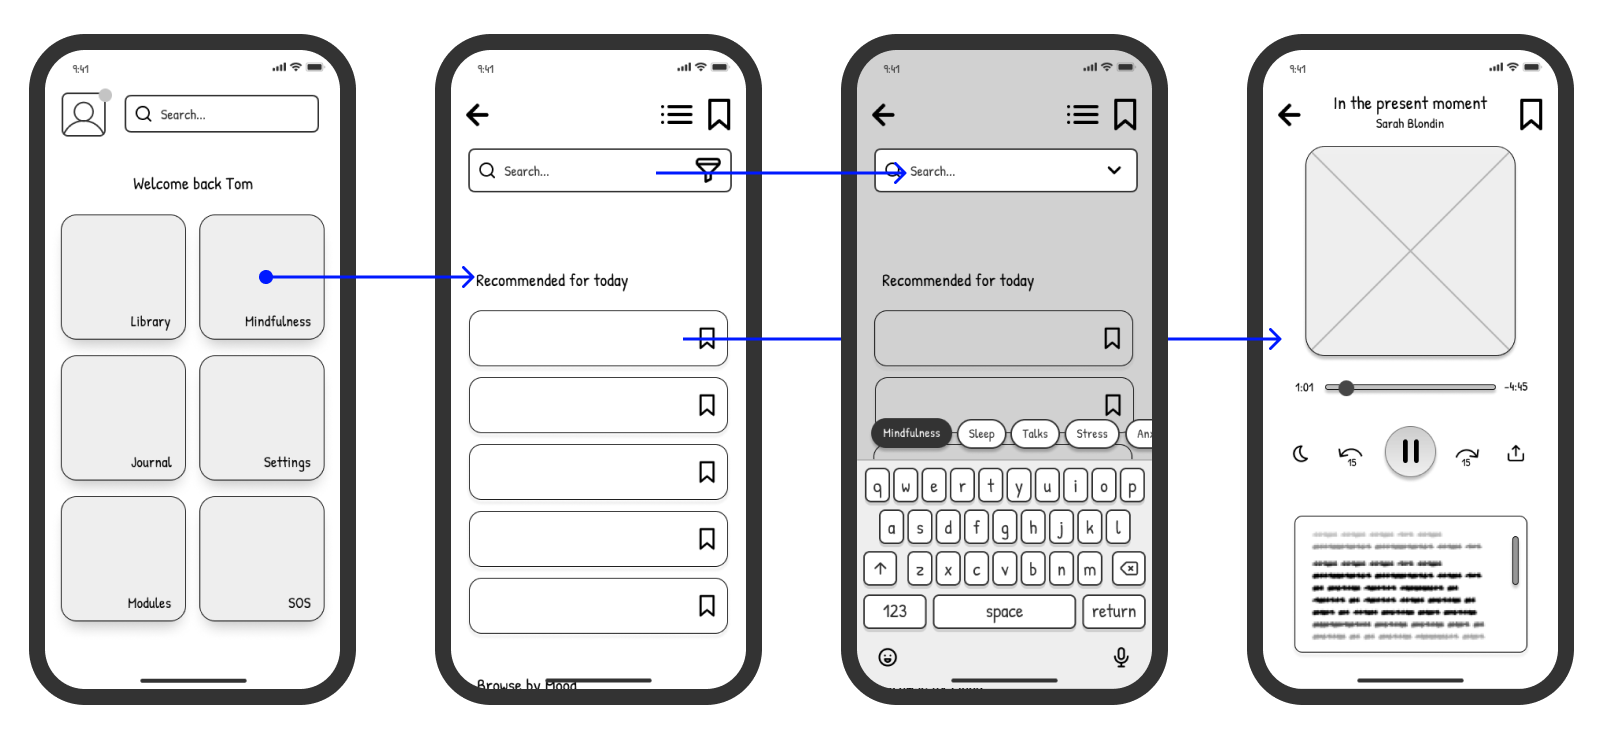 9:41
Search...
Welcome back Tom
Library
Mindfulness
Journal
Settings
Modules
SOS
9:41
Search...
Recommended for today
Browse by Mood
9:41
Search...
Recommended for today
Mindfulness
Sleep
Talks
Stress
q w e r t y u i o p
a s d f g h j k l
z x c v b n m
123 space return
9:41
In the present moment
Sarah Blondin
1:01
-4:45
15
15